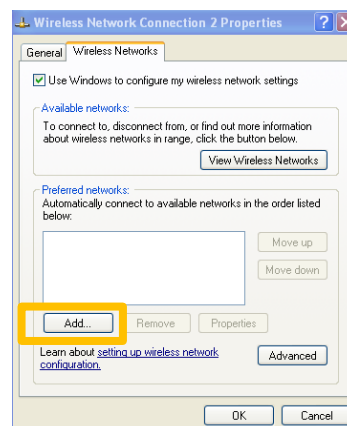 Wireless Network Connection 2 Properties
General Wireless Networks
Use Windows to configure my wireless network settings
Available networks:
To connect to, disconnect from, or find out more information
about wireless networks in range, click the button below.
View Wireless Networks
Preferred networks:
Automatically connect to available networks in the order listed
below:
Move up
Move down
Add... Remove Properties
Learn about setting up wireless network
configuration.
Advanced
OK Cancel